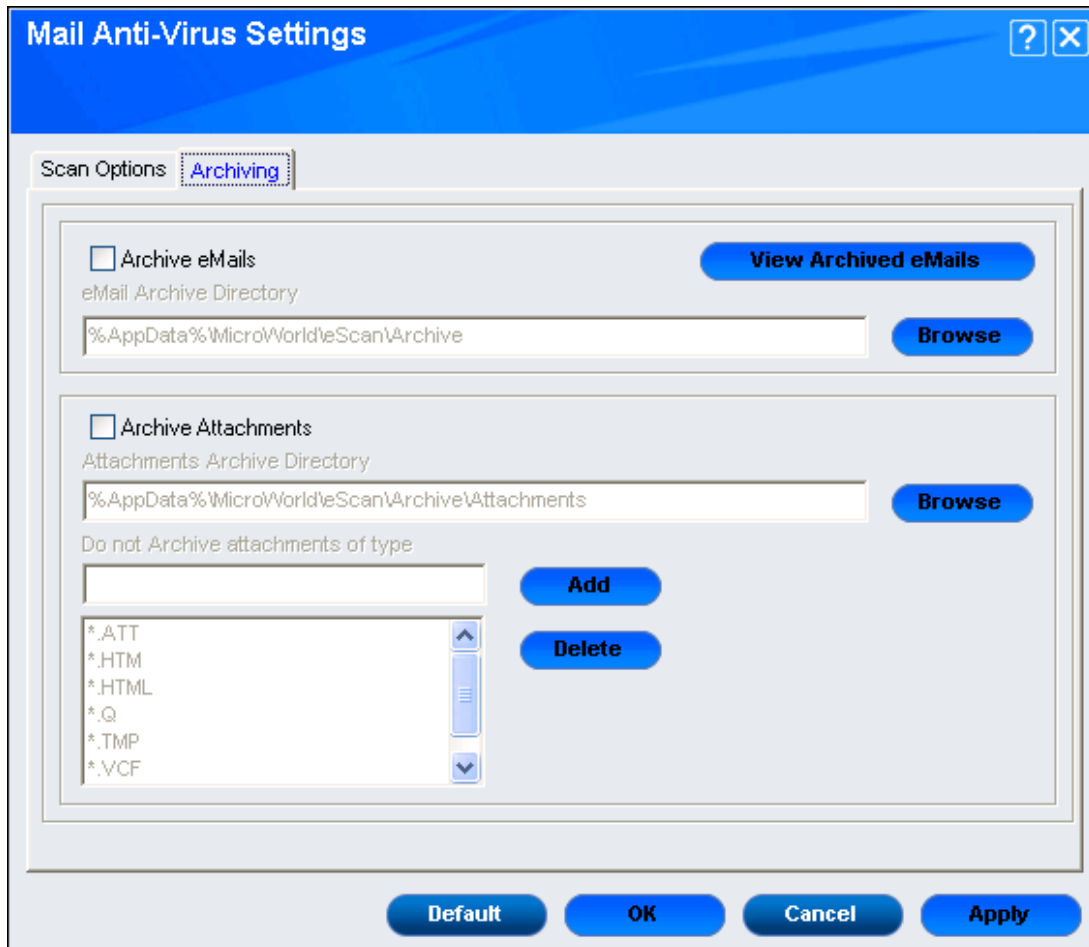 Mail Anti-Virus Settings
?
Scan Options
Archiving
Archive eMails
View Archived eMails
eMail Archive Directory
%AppData%\MicroWorld\eScan\Archive
Browse
Archive Attachments
Attachments Archive Directory
%AppData%\MicroWorld\eScan\Archive\Attachments
Browse
Do not Archive attachments of type
Add
*.ATT
*.HTM
*.HTML
*.Q
*.TMP
*.VCF
Delete
Default
OK
Cancel
Apply